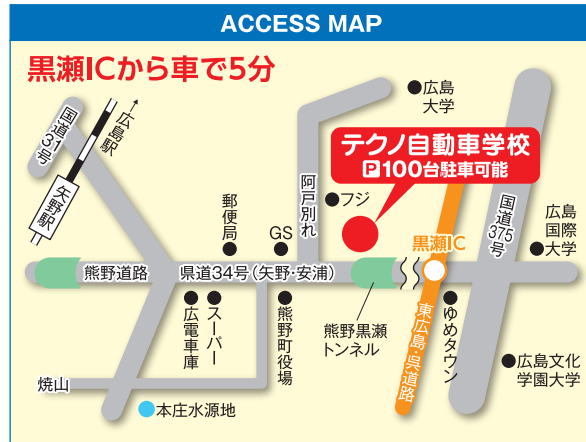 ACCESS MAP
黒瀬ICから車で5分
国道31号
→広島駅
矢野駅
広島
大学
テクノ自動車学校
P100台駐車可能
阿戸別れ
フジ
郵便局
GS
黒瀬IC
国道375号
広島
国際
大学
熊野道路
県道34号(矢野・安浦)
広電車庫
スーパー
熊野町役場
熊野黒瀬
トンネル
東広島・呉道路
ゆめタウン
広島文化
学園大学
焼山
本庄水源地